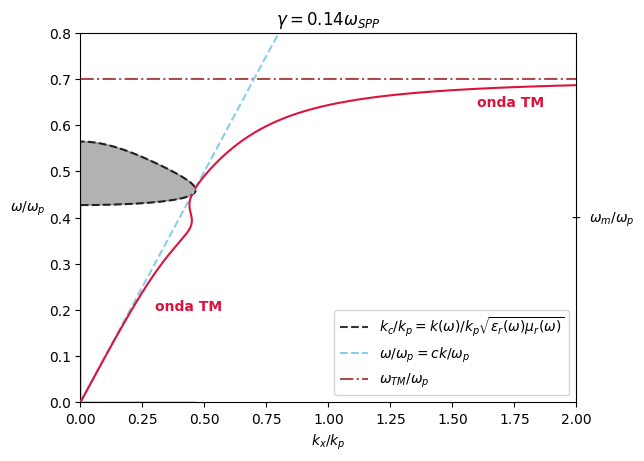 γ = 0.14ω_SPP
0.8
0.7
0.6
0.5
0.4
0.3
0.2
0.1
0.0
ω/ω_p
ω_m/ω_p
onda TM
onda TM
k_c/k_p = k(ω)/k_p√(ε_r(ω)μ_r(ω))
ω/ω_p = ck/ω_p
ω_TM/ω_p
0.00 0.25 0.50 0.75 1.00 1.25 1.50 1.75 2.00
k_x/k_p